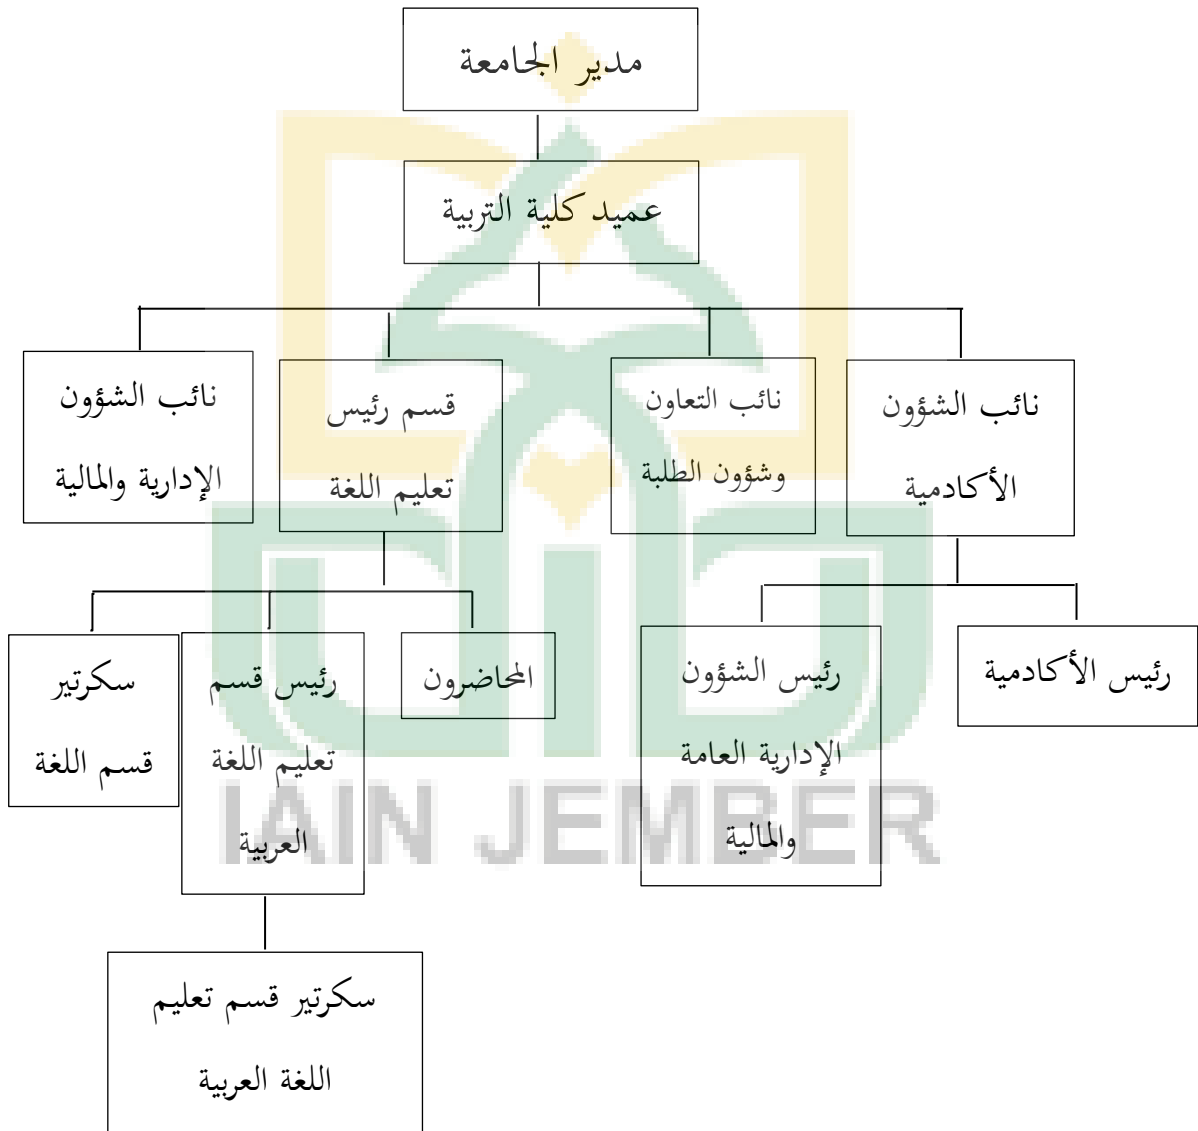 مدير الجامعة
عميد كلية التربية
نائب الشؤون
الأكادمية
نائب التعاون
وشؤون الطلبة
قسم رئيس
تعليم اللغة
نائب الشؤون
الإدارية والمالية
رئيس الأكادمية
رئيس الشؤون
الإدارية العامة
والمالية
المحاضرون
رئيس قسم
تعليم اللغة
العربية
سكرتير
قسم اللغة
سكرتير قسم تعليم
اللغة العربية
IAIN JEMBER